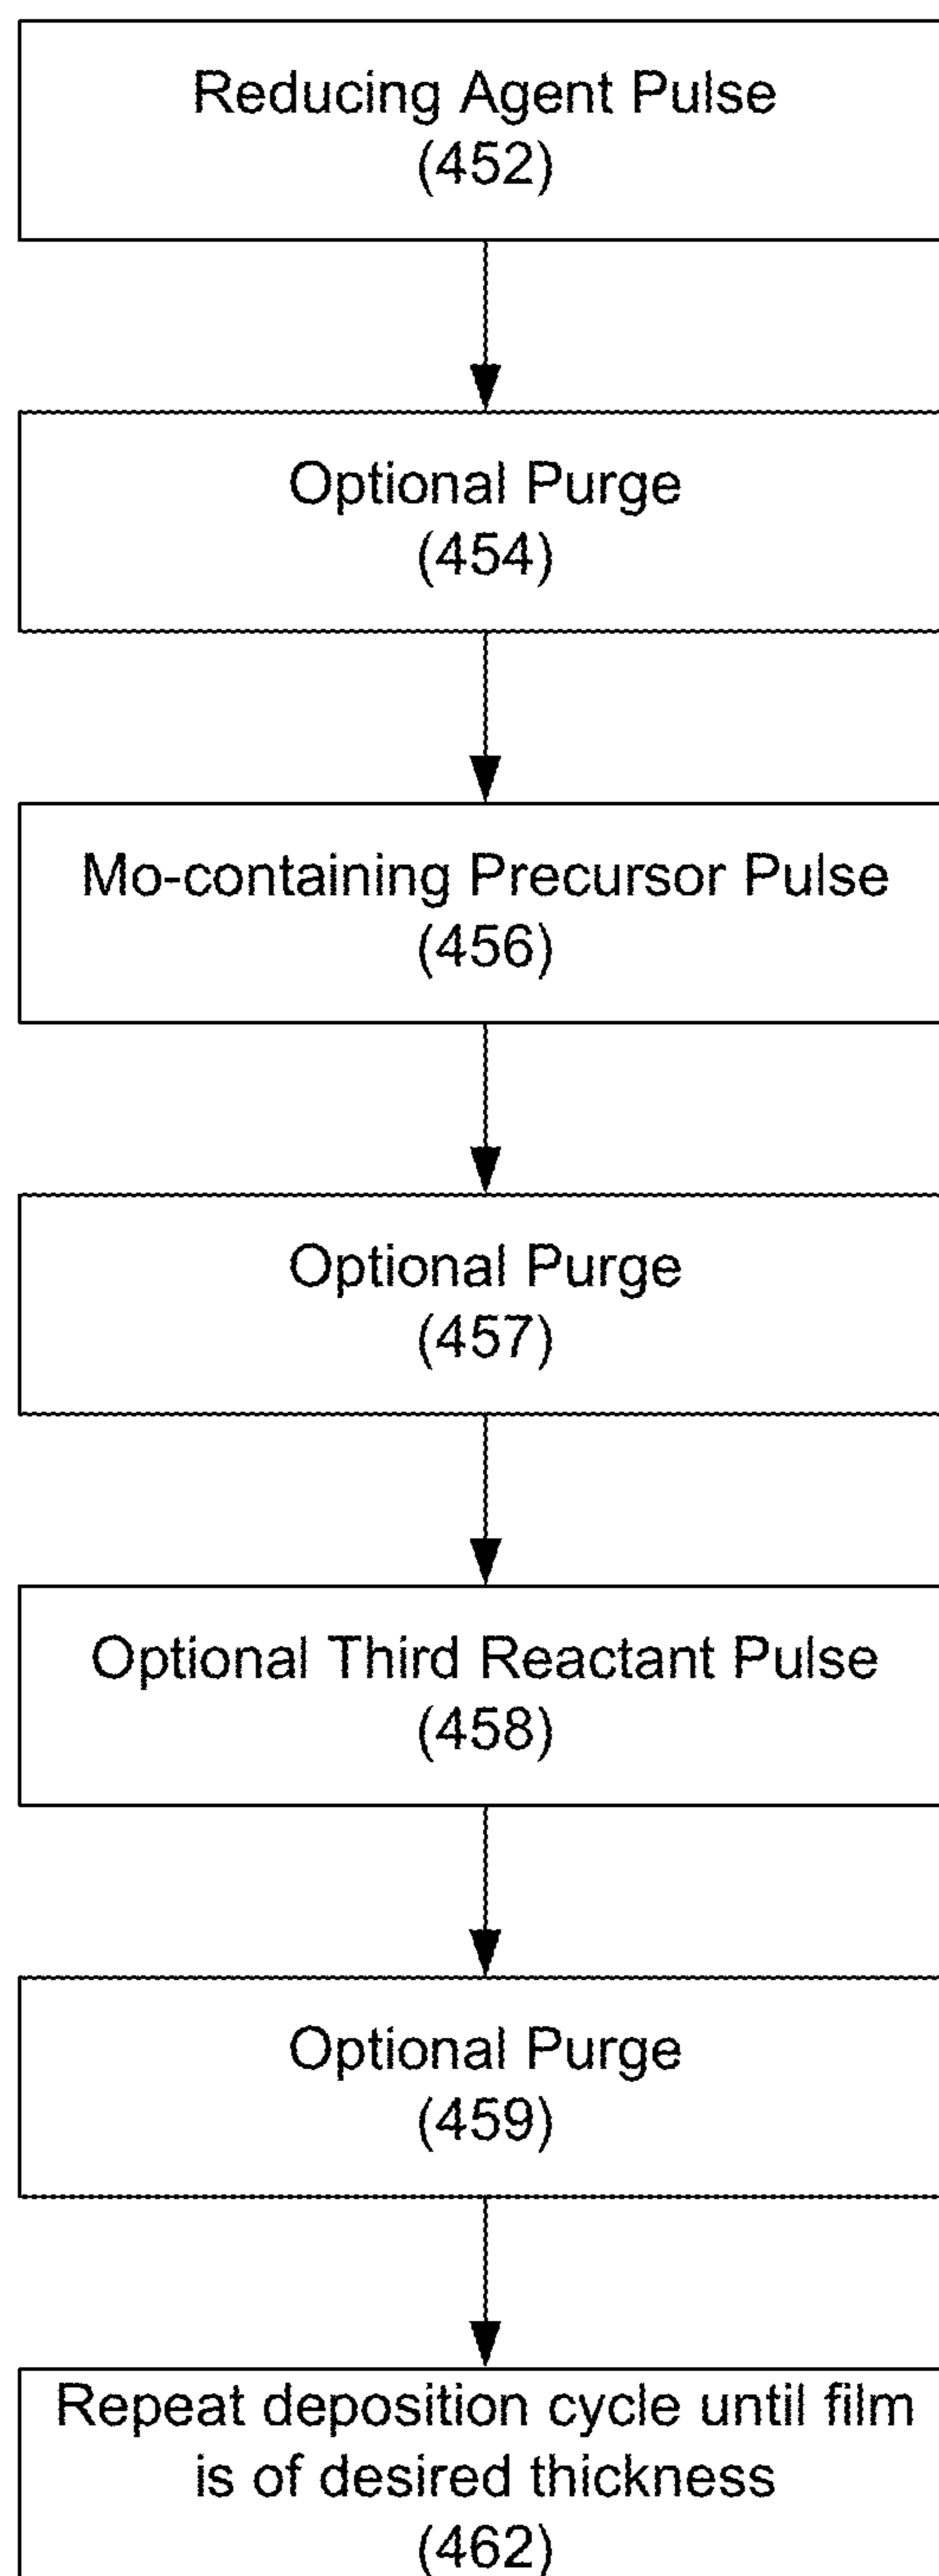 Reducing Agent Pulse
(452)
Optional Purge
(454)
Mo-containing Precursor Pulse
(456)
Optional Purge
(457)
Optional Third Reactant Pulse
(458)
Optional Purge
(459)
Repeat deposition cycle until film
is of desired thickness
(462)